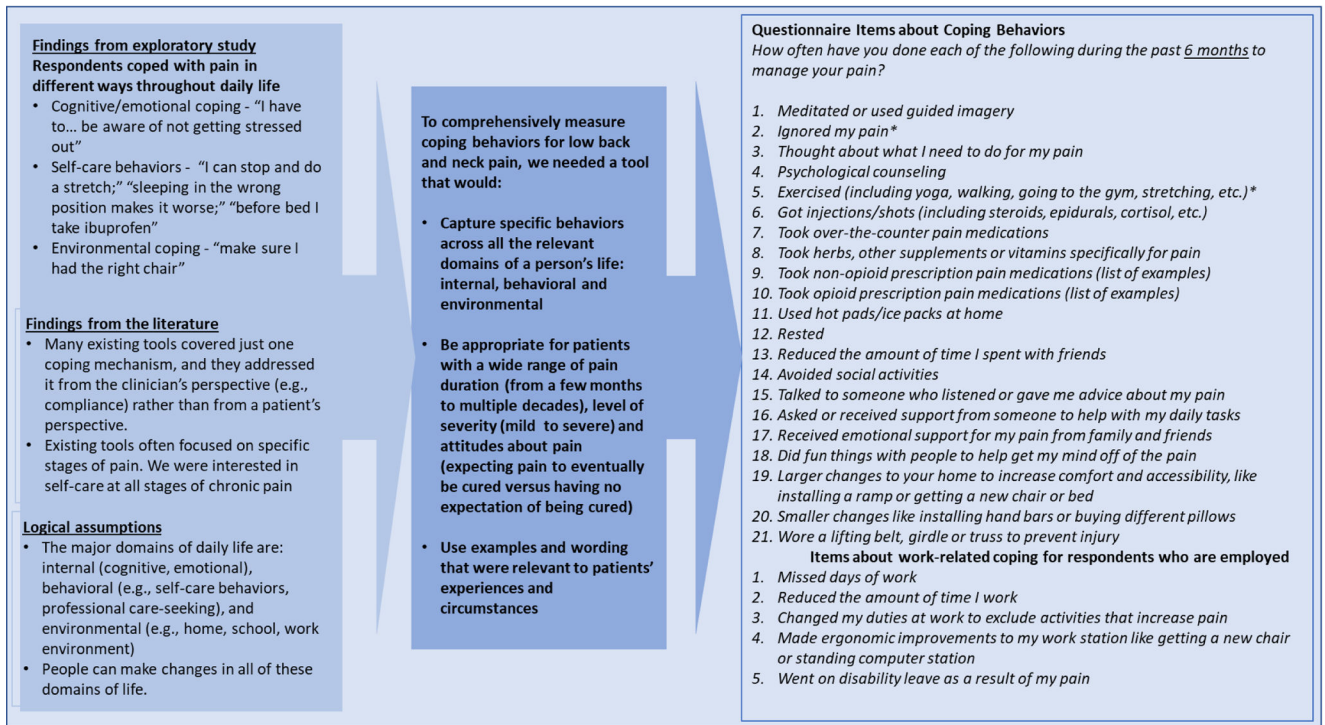 Findings from exploratory study
Respondents coped with pain in
different ways throughout daily life
• Cognitive/emotional coping - “I have
to... be aware of not getting stressed
out”
• Self-care behaviors - “I can stop and do
a stretch;” “sleeping in the wrong
position makes it worse;” “before bed I
take ibuprofen”
• Environmental coping - “make sure I
had the right chair”
Findings from the literature
• Many existing tools covered just one
coping mechanism, and they addressed
it from the clinician’s perspective (e.g.,
compliance) rather than from a patient’s
perspective.
• Existing tools often focused on specific
stages of pain. We were interested in
self-care at all stages of chronic pain
Logical assumptions
• The major domains of daily life are:
internal (cognitive, emotional),
behavioral (e.g., self-care behaviors,
professional care-seeking), and
environmental (e.g., home, school, work
environment)
• People can make changes in all of these
domains of life.
To comprehensively measure
coping behaviors for low back
and neck pain, we needed a tool
that would:
• Capture specific behaviors
across all the relevant
domains of a person’s life:
internal, behavioral and
environmental
• Be appropriate for patients
with a wide range of pain
duration (from a few months
to multiple decades), level of
severity (mild to severe) and
attitudes about pain
(expecting pain to eventually
be cured versus having no
expectation of being cured)
• Use examples and wording
that were relevant to patients’
experiences and
circumstances
Questionnaire Items about Coping Behaviors
How often have you done each of the following during the past 6 months to
manage your pain?
1. Meditated or used guided imagery
2. Ignored my pain*
3. Thought about what I need to do for my pain
4. Psychological counseling
5. Exercised (including yoga, walking, going to the gym, stretching, etc.)*
6. Got injections/shots (including steroids, epidurals, cortisol, etc.)
7. Took over-the-counter pain medications
8. Took herbs, other supplements or vitamins specifically for pain
9. Took non-opioid prescription pain medications (list of examples)
10. Took opioid prescription pain medications (list of examples)
11. Used hot pads/ice packs at home
12. Rested
13. Reduced the amount of time I spent with friends
14. Avoided social activities
15. Talked to someone who listened or gave me advice about my pain
16. Asked or received support from someone to help with my daily tasks
17. Received emotional support for my pain from family and friends
18. Did fun things with people to help get my mind off of the pain
19. Larger changes to your home to increase comfort and accessibility, like
installing a ramp or getting a new chair or bed
20. Smaller changes like installing hand bars or buying different pillows
21. Wore a lifting belt, girdle or truss to prevent injury
Items about work-related coping for respondents who are employed
1. Missed days of work
2. Reduced the amount of time I work
3. Changed my duties at work to exclude activities that increase pain
4. Made ergonomic improvements to my work station like getting a new chair
or standing computer station
5. Went on disability leave as a result of my pain